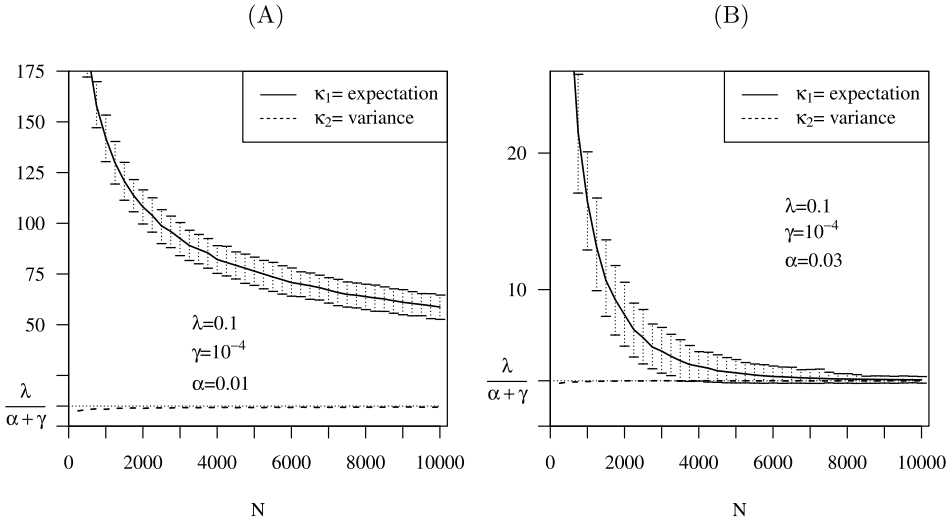 (A)
175
150
125
100
75
50
λ
α + γ
κ1= expectation
κ2= variance
λ=0.1
γ=10−4
α=0.01
0 2000 4000 6000 8000 10000
N
(B)
20
10
λ
α + γ
κ1= expectation
κ2= variance
λ=0.1
γ=10−4
α=0.03
0 2000 4000 6000 8000 10000
N